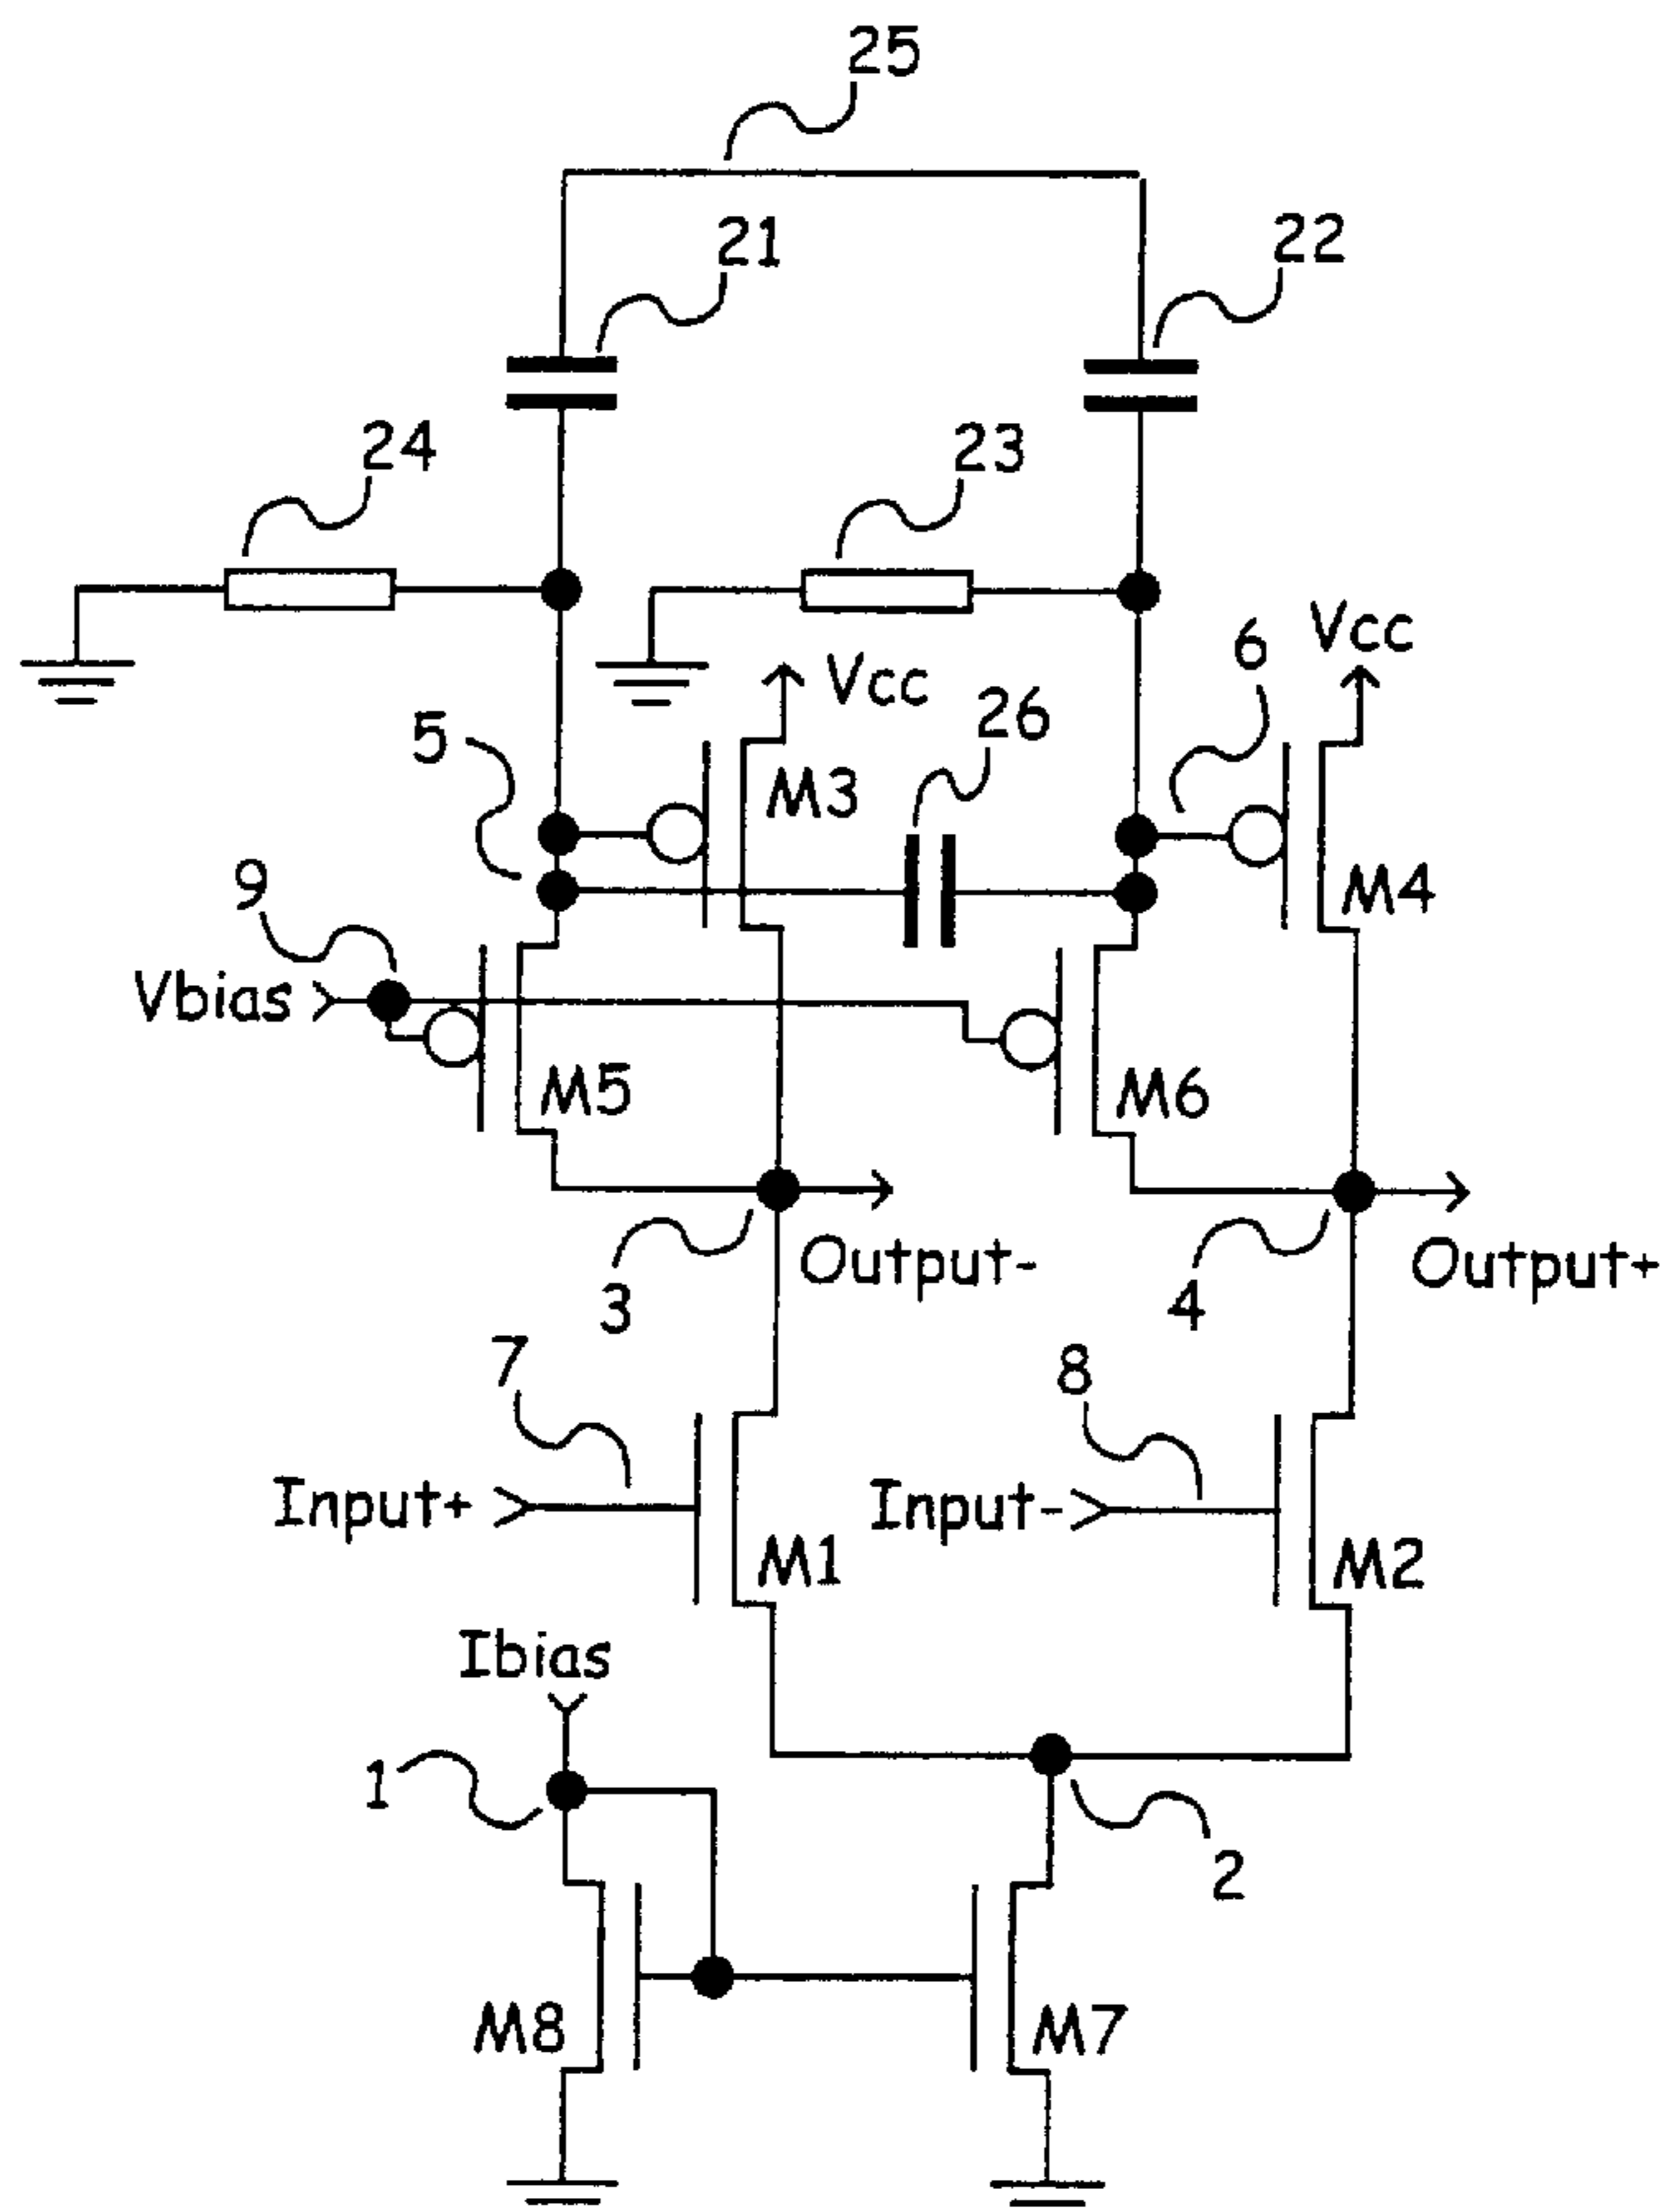 25
21
22
24
23
6
Vcc
Vcc
26
5
M3
M4
9
Vbias
M5
M6
3
Output-
4
Output+
7
8
Input+
Input-
M1
M2
Ibias
1
2
M8
M7